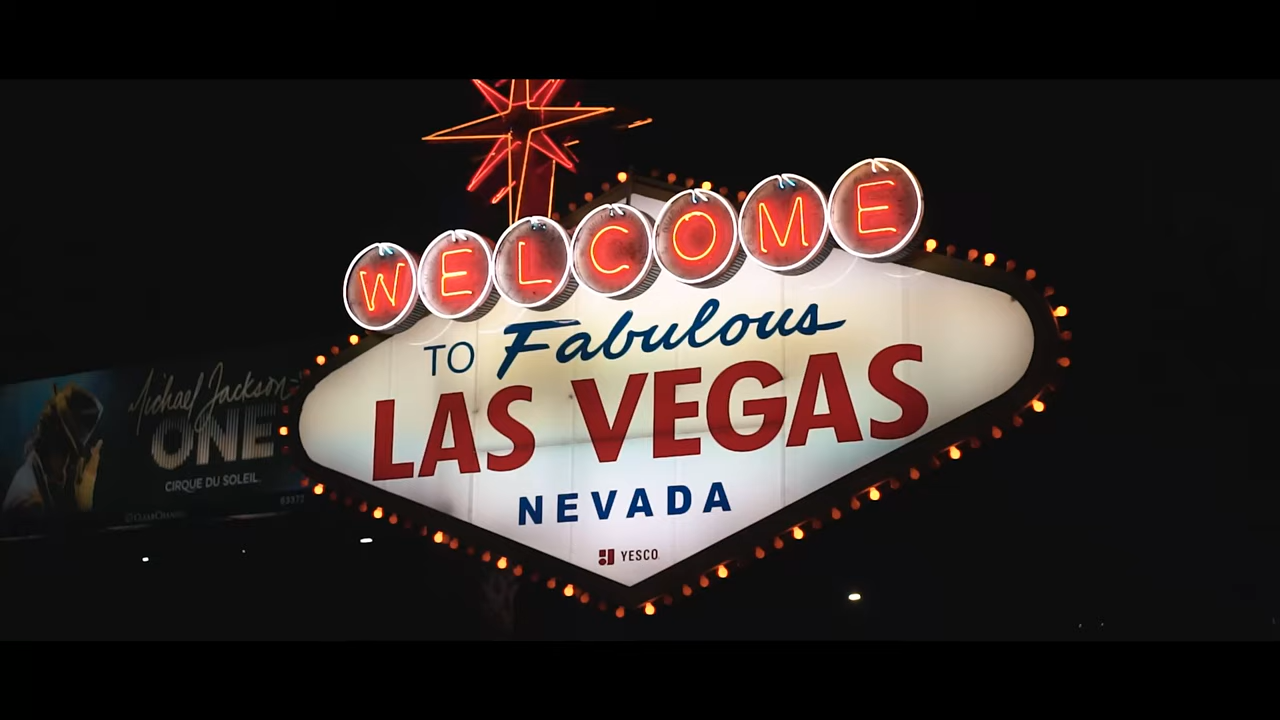 WELCOME
TO Fabulous
LAS VEGAS
NEVADA
YESCO
Michael Jackson
ONE
CIRQUE DU SOLEIL